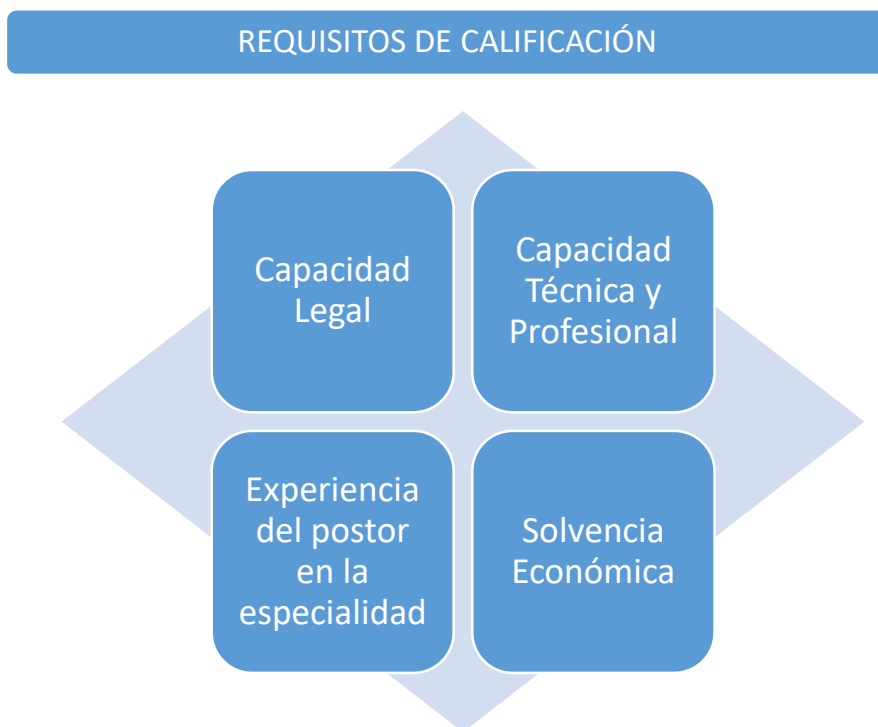 REQUISITOS DE CALIFICACIÓN
Capacidad
Legal
Capacidad
Técnica y
Profesional
Experiencia
del postor
en la
especialidad
Solvencia
Económica